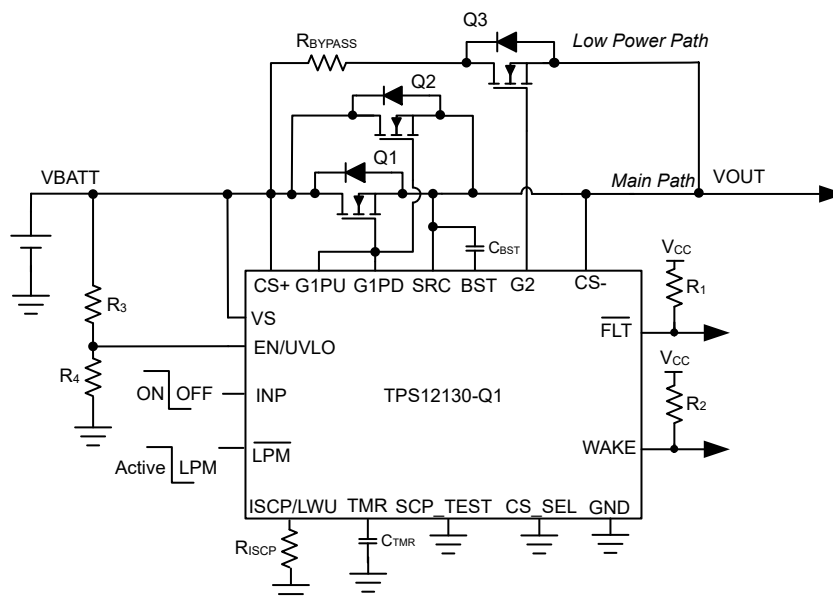 Q3
Low Power Path
RBYPASS
Q2
Q1
VBATT
Main Path
VOUT
CBST
VCC
R1
CS+ G1PU G1PD SRC BST G2 CS-
R3
VS
FLT
EN/UVLO
VCC
R4
ON OFF
INP
TPS12130-Q1
R2
Active LPM
LPM
WAKE
ISCP/LWU TMR SCP_TEST CS_SEL GND
RISCP
CTMR